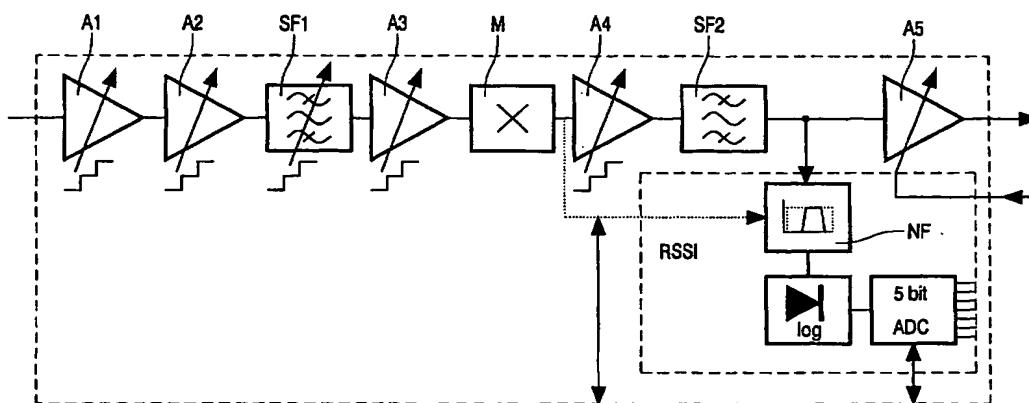 A1 A2 SF1 A3 M A4 SF2 A5
RSSI
NF
log
5 bit
ADC